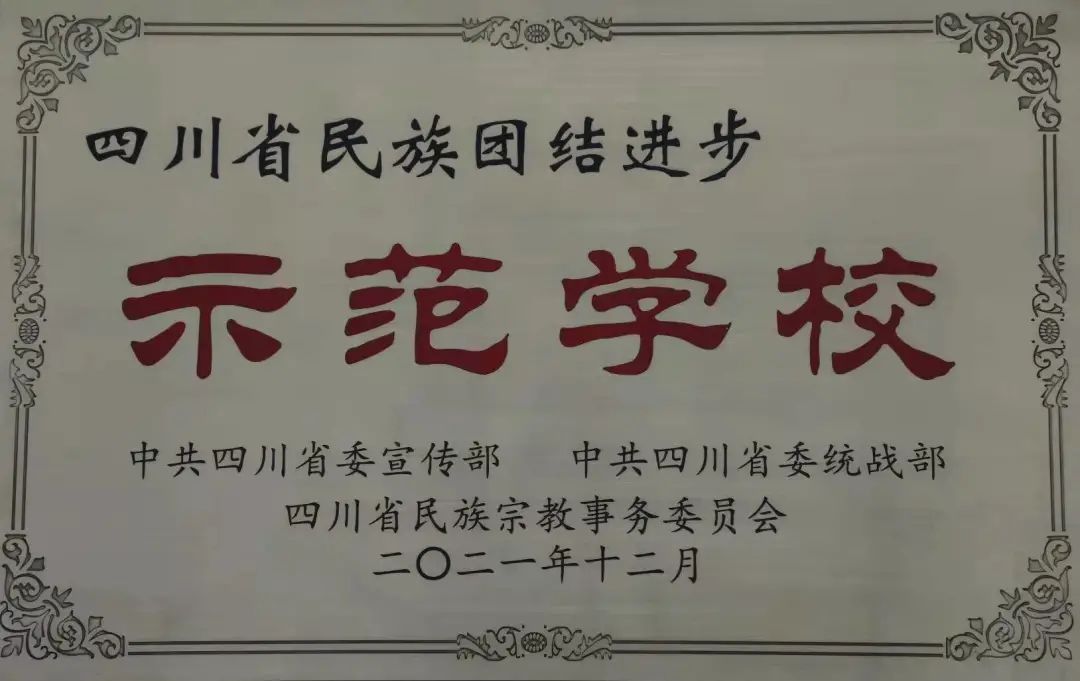 四川省民族团结进步
示范学校
中共四川省委宣传部 中共四川省委统战部
四川省民族宗教事务委员会
二〇二一年十二月